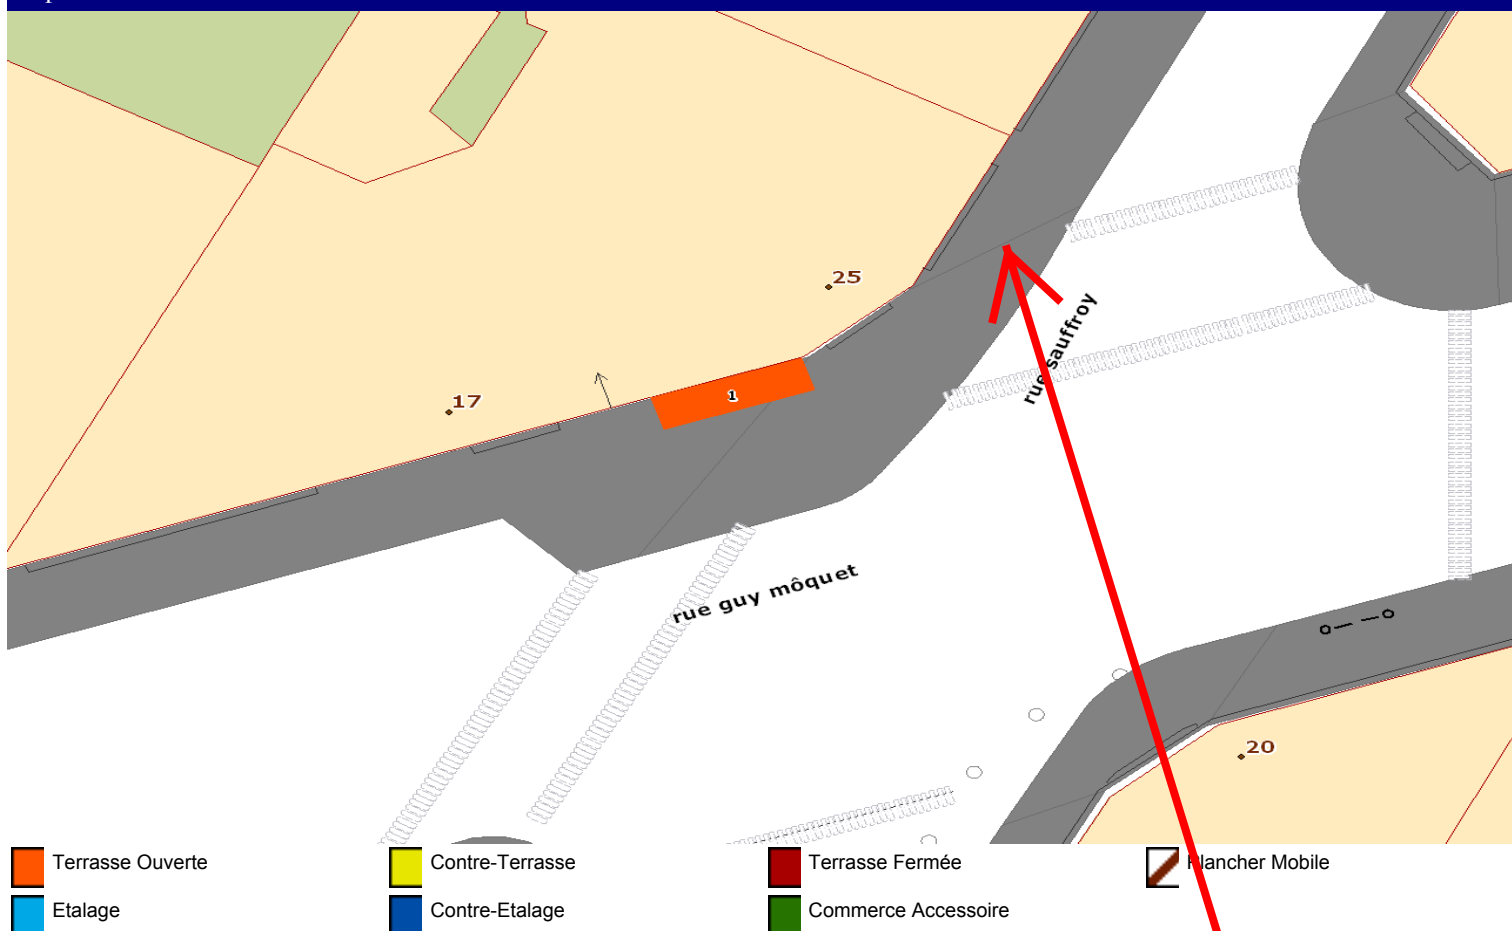 25
17
1
rue sauffroy
rue guy môquet
20
Terrasse Ouverte
Contre-Terrasse
Terrasse Fermée
Plancher Mobile
Etalage
Contre-Etalage
Commerce Accessoire